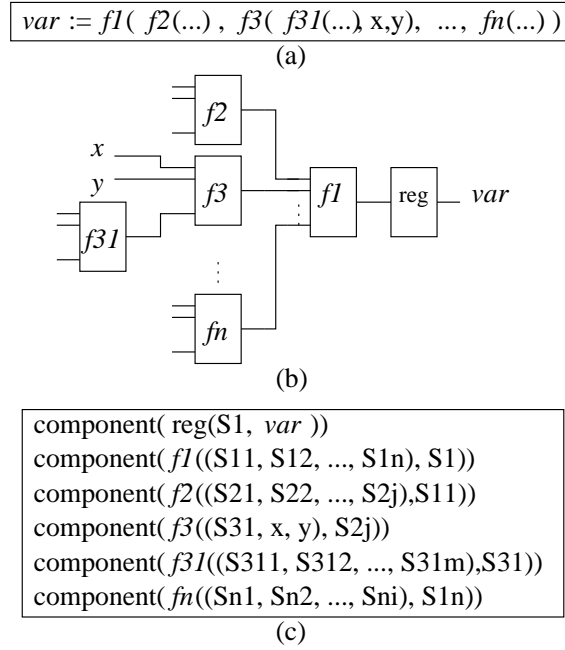 var := f1( f2(...) , f3( f31(...), x,y), ..., fn(...) )
(a)
f2
x
y
f3
f1
reg
var
f31
fn
(b)
component( reg(S1, var ))
component( f1((S11, S12, ..., S1n), S1))
component( f2((S21, S22, ..., S2j),S11))
component( f3((S31, x, y), S2j))
component( f31((S311, S312, ..., S31m),S31))
component( fn((Sn1, Sn2, ..., Sni), S1n))
(c)